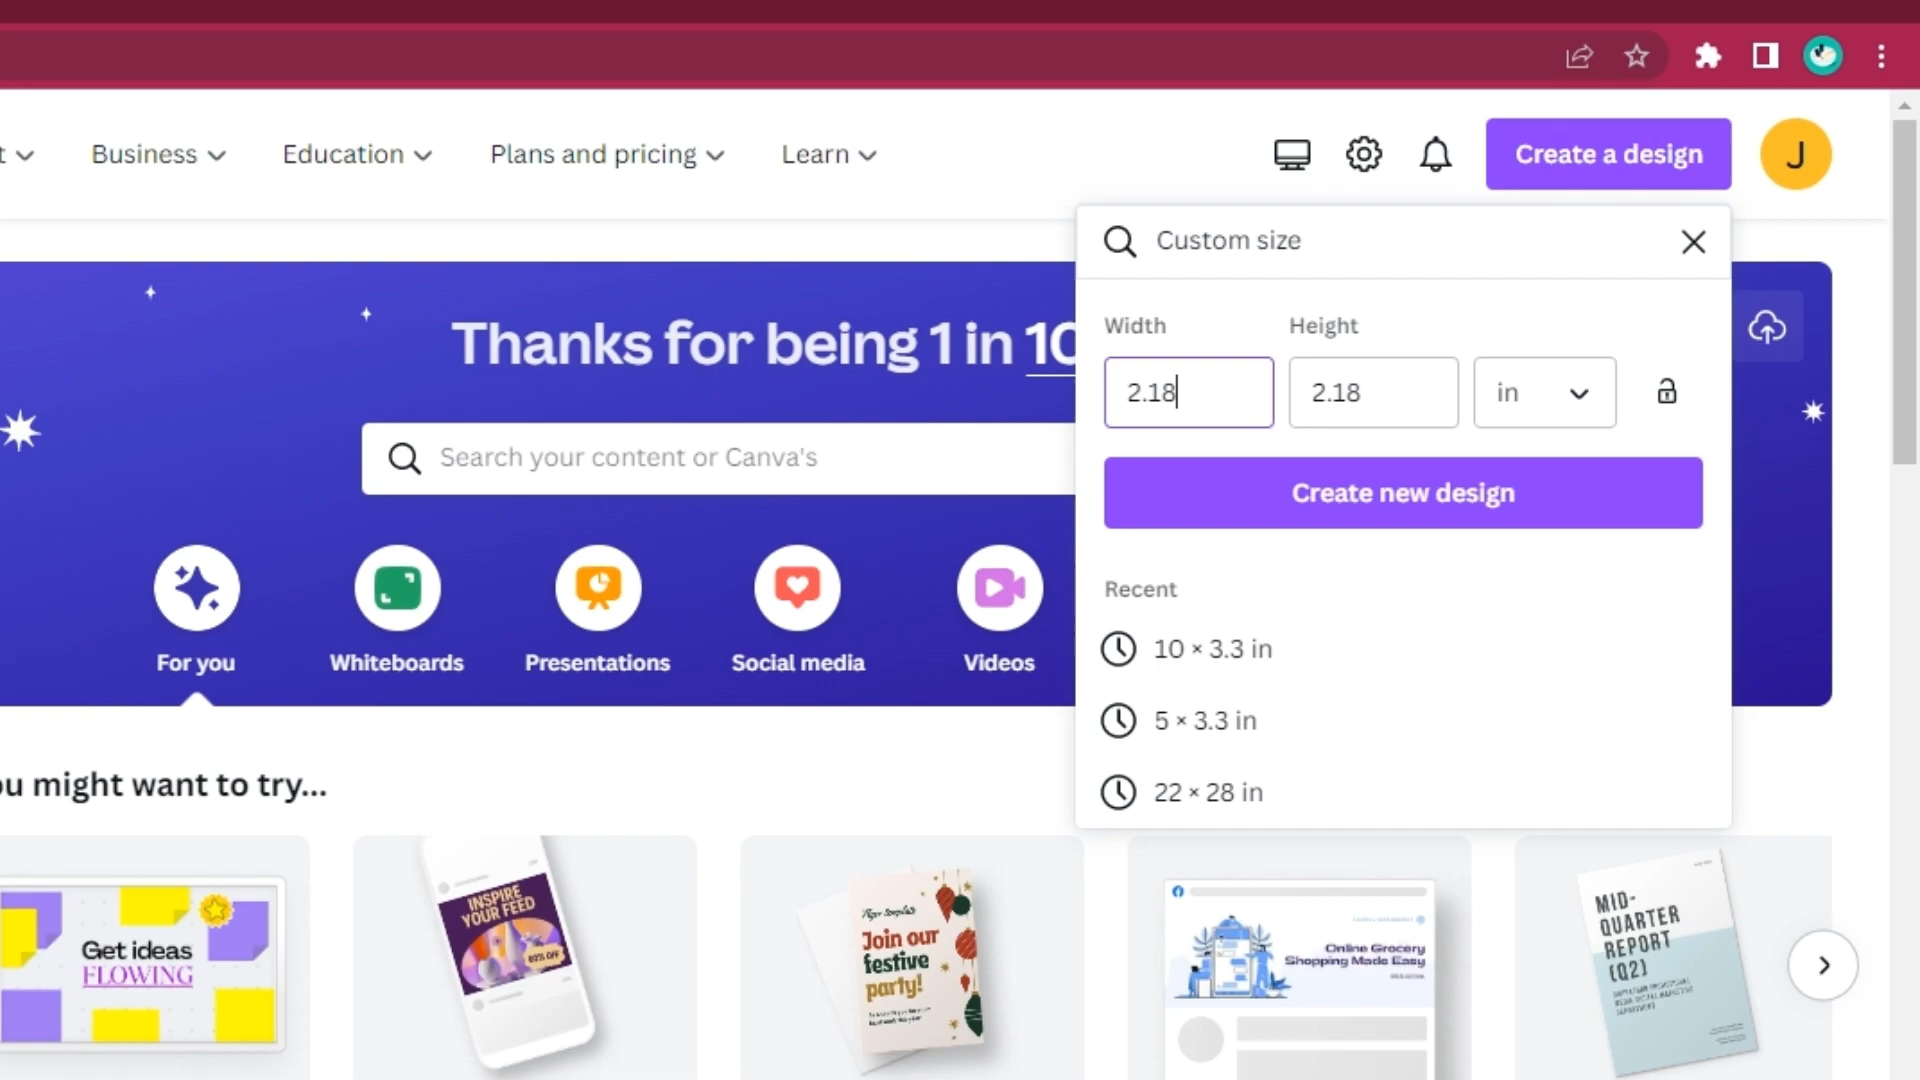 t
Business
Education
Plans and pricing
Learn
Create a design
J
Custom size
Width
Height
2.18
2.18
in
Create new design
Recent
10 × 3.3 in
5 × 3.3 in
22 × 28 in
Thanks for being 1 in 10
Search your content or Canva's
For you
Whiteboards
Presentations
Social media
Videos
ou might want to try...
Get ideas
FLOWING
INSPIRE
YOUR FEED
Join our
festive
party!
Online Grocery
Shopping Made Easy
MID-
QUARTER
REPORT
(Q2)